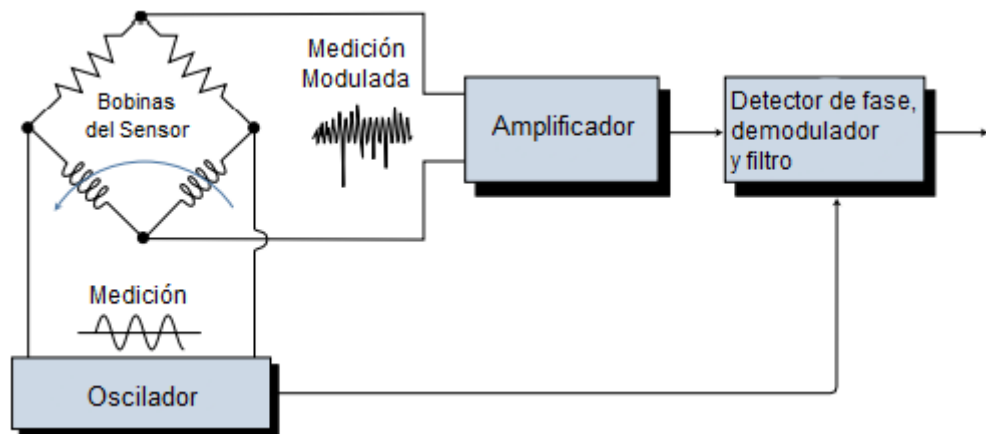 Medición
Modulada
Bobinas
del Sensor
Amplificador
Detector de fase,
demodulador
y filtro
Medición
Oscilador